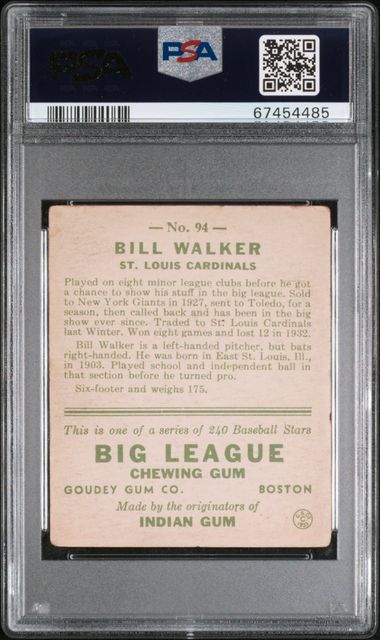 PSA
PSA
67454485
— No. 94 —
BILL WALKER
ST. LOUIS CARDINALS
Played on eight minor league clubs before he got
a chance to show his stuff in the big league. Sold
to New York Giants in 1927, sent to Toledo, for a
season, then called back and has been in the big
show ever since. Traded to St. Louis Cardinals
last Winter. Won eight games and lost 12 in 1932.
Bill Walker is a left-handed pitcher, but bats
right-handed. He was born in East St. Louis, Ill.,
in 1903. Played school and independent ball in
that section before he turned pro.
Six-footer and weighs 175.
This is one of a series of 240 Baseball Stars
BIG LEAGUE
CHEWING GUM
GOUDEY GUM CO. BOSTON
Made by the originators of
INDIAN GUM